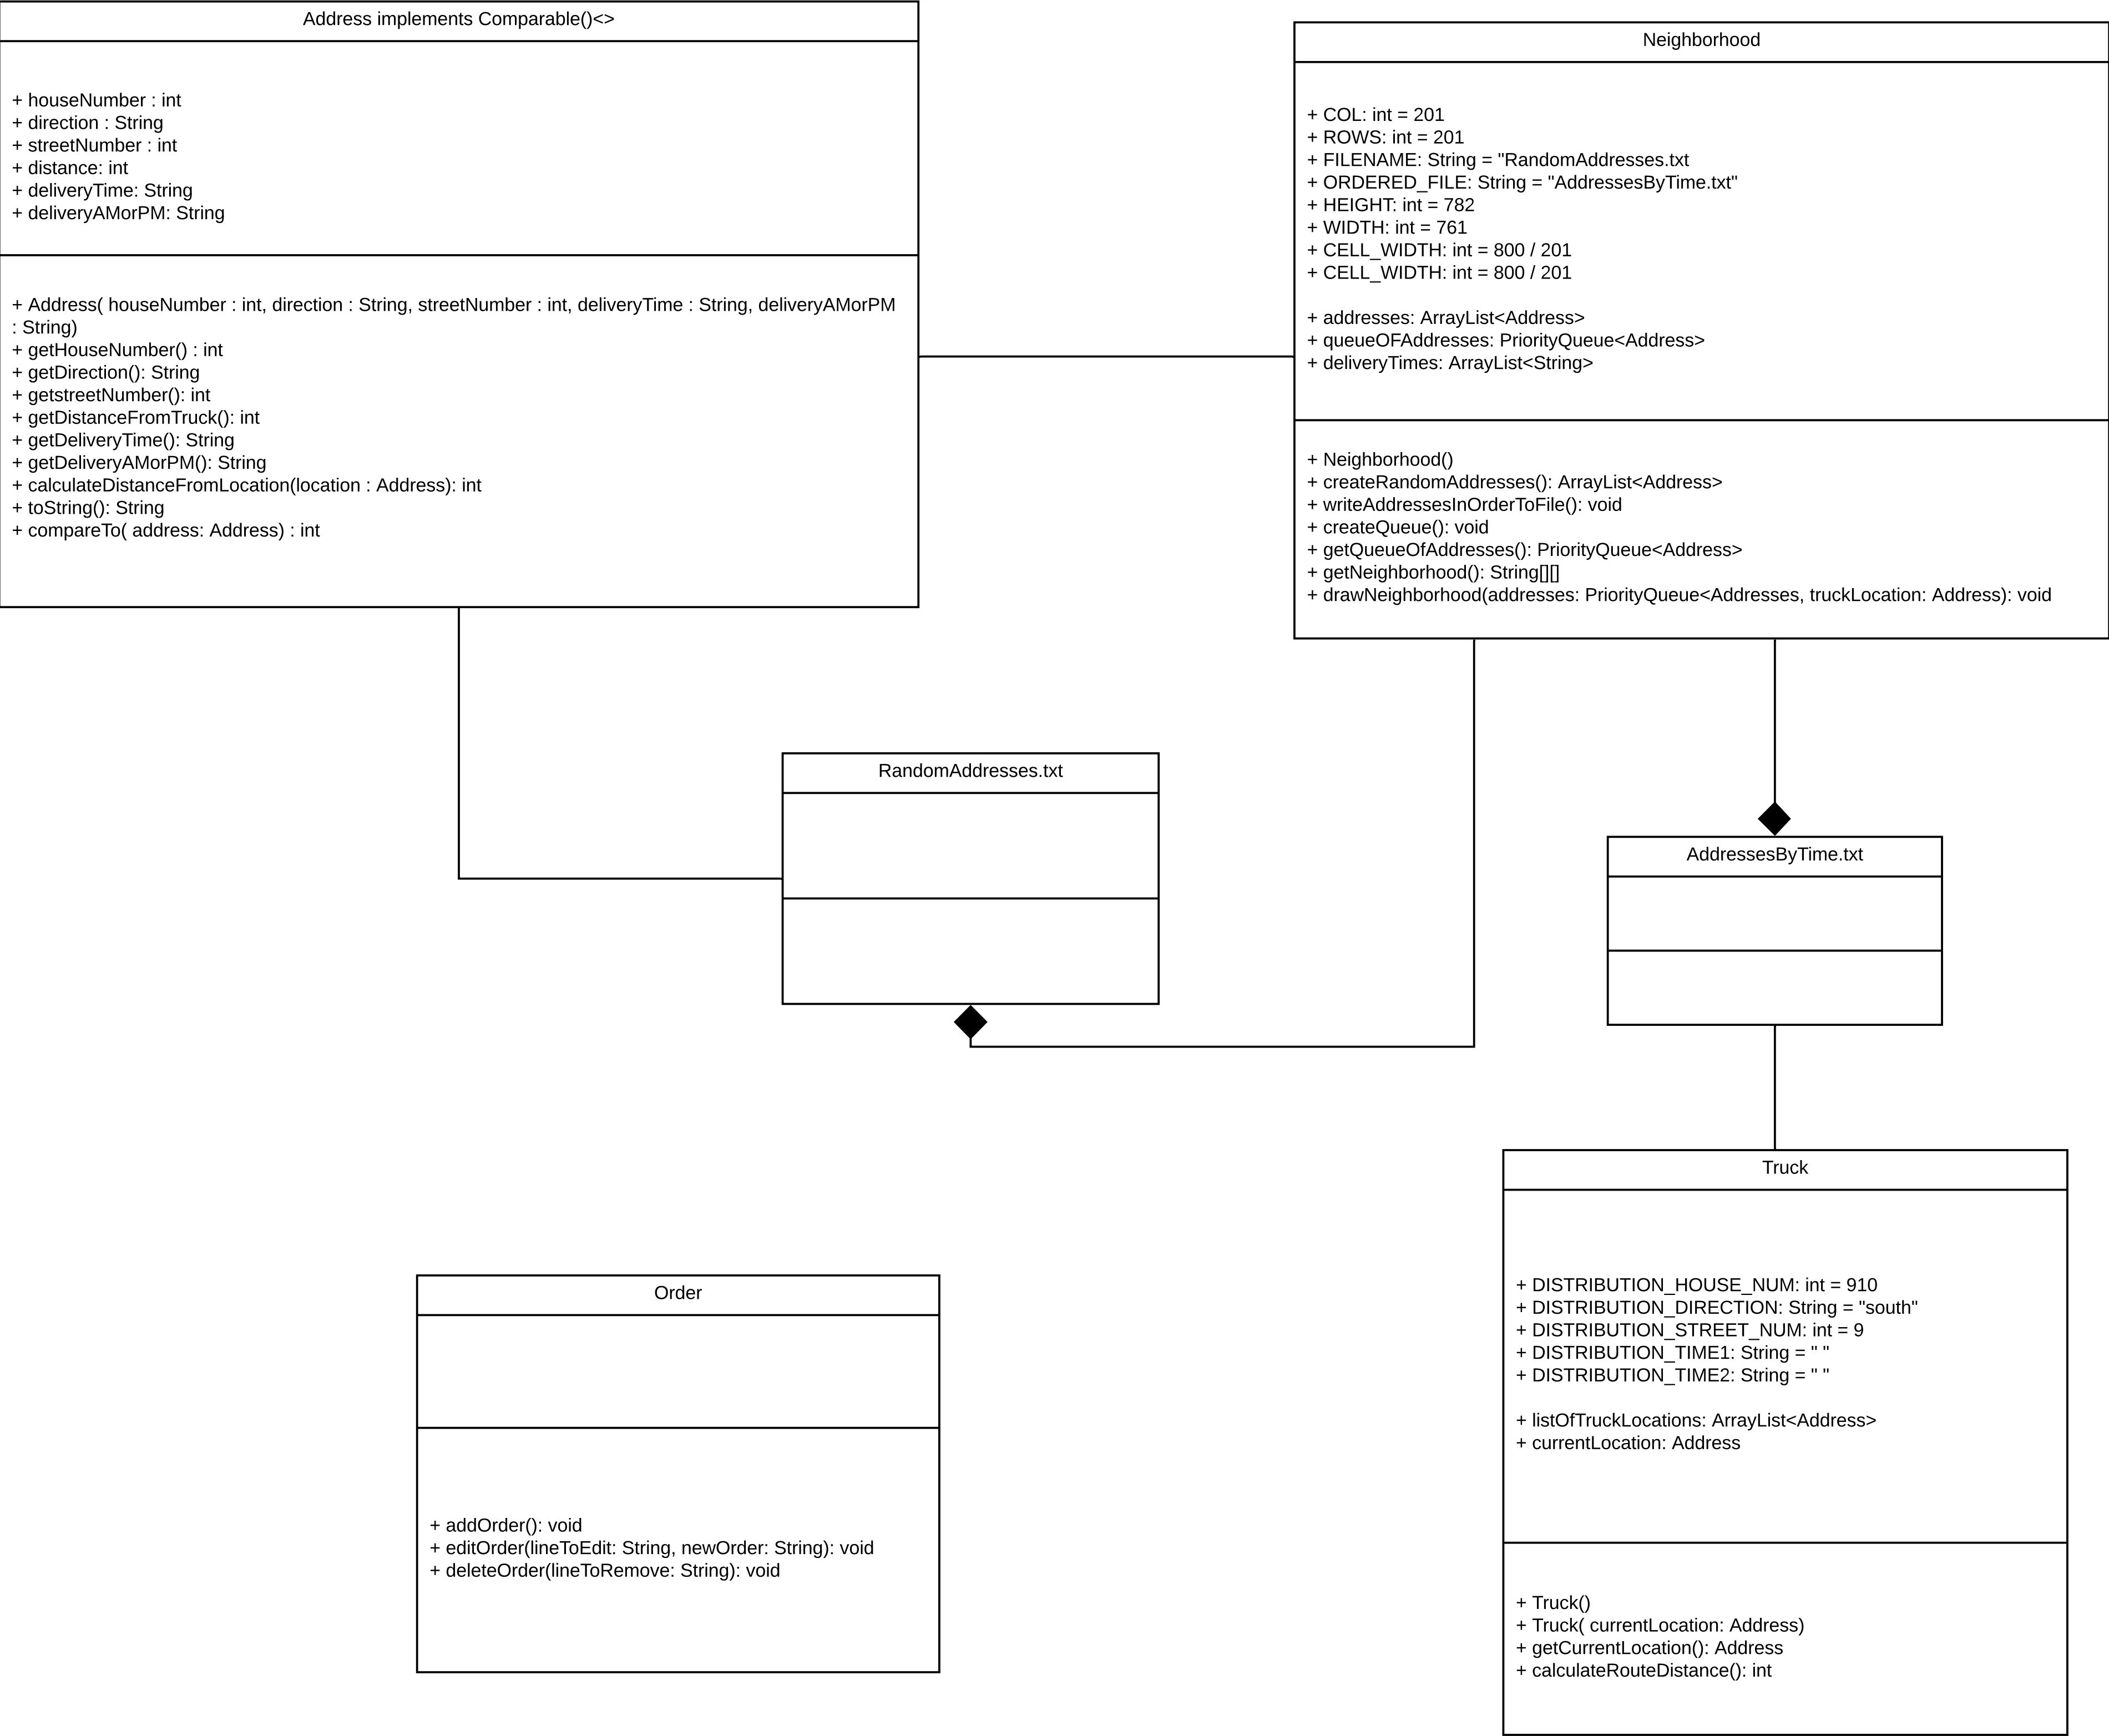 Address implements Comparable()<>
+ houseNumber : int
+ direction : String
+ streetNumber : int
+ distance: int
+ deliveryTime: String
+ deliveryAMorPM: String
+ Address( houseNumber : int, direction : String, streetNumber : int, deliveryTime : String, deliveryAMorPM
: String)
+ getHouseNumber() : int
+ getDirection(): String
+ getstreetNumber(): int
+ getDistanceFromTruck(): int
+ getDeliveryTime(): String
+ getDeliveryAMorPM(): String
+ calculateDistanceFromLocation(location : Address): int
+ toString(): String
+ compareTo( address: Address) : int
Neighborhood
+ COL: int = 201
+ ROWS: int = 201
+ FILENAME: String = "RandomAddresses.txt
+ ORDERED_FILE: String = "AddressesByTime.txt"
+ HEIGHT: int = 782
+ WIDTH: int = 761
+ CELL_WIDTH: int = 800 / 201
+ CELL_WIDTH: int = 800 / 201
+ addresses: ArrayList<Address>
+ queueOFAddresses: PriorityQueue<Address>
+ deliveryTimes: ArrayList<String>
+ Neighborhood()
+ createRandomAddresses(): ArrayList<Address>
+ writeAddressesInOrderToFile(): void
+ createQueue(): void
+ getQueueOfAddresses(): PriorityQueue<Address>
+ getNeighborhood(): String[][]
+ drawNeighborhood(addresses: PriorityQueue<Addresses, truckLocation: Address): void
RandomAddresses.txt
AddressesByTime.txt
Order
+ addOrder(): void
+ editOrder(lineToEdit: String, newOrder: String): void
+ deleteOrder(lineToRemove: String): void
Truck
+ DISTRIBUTION_HOUSE_NUM: int = 910
+ DISTRIBUTION_DIRECTION: String = "south"
+ DISTRIBUTION_STREET_NUM: int = 9
+ DISTRIBUTION_TIME1: String = " "
+ DISTRIBUTION_TIME2: String = " "
+ listOfTruckLocations: ArrayList<Address>
+ currentLocation: Address
+ Truck()
+ Truck( currentLocation: Address)
+ getCurrentLocation(): Address
+ calculateRouteDistance(): int